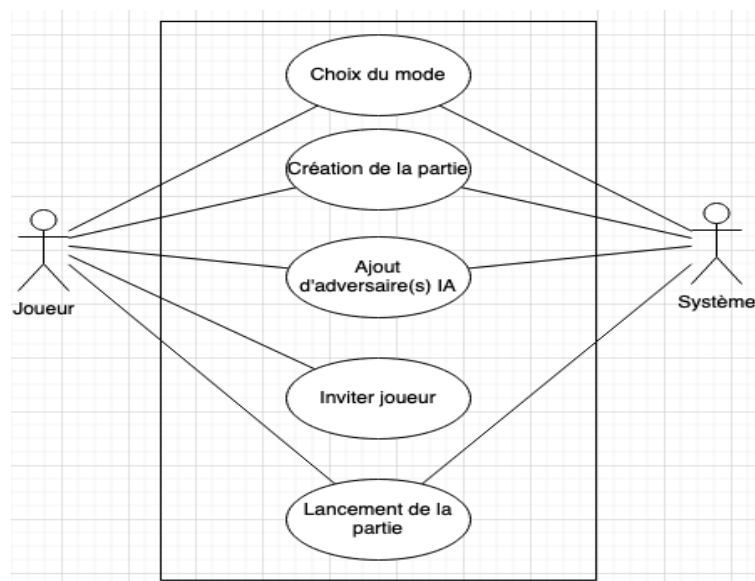 Choix du mode
Création de la partie
Ajout
d'adversaire(s) IA
Joueur
Système
Inviter joueur
Lancement de la
partie